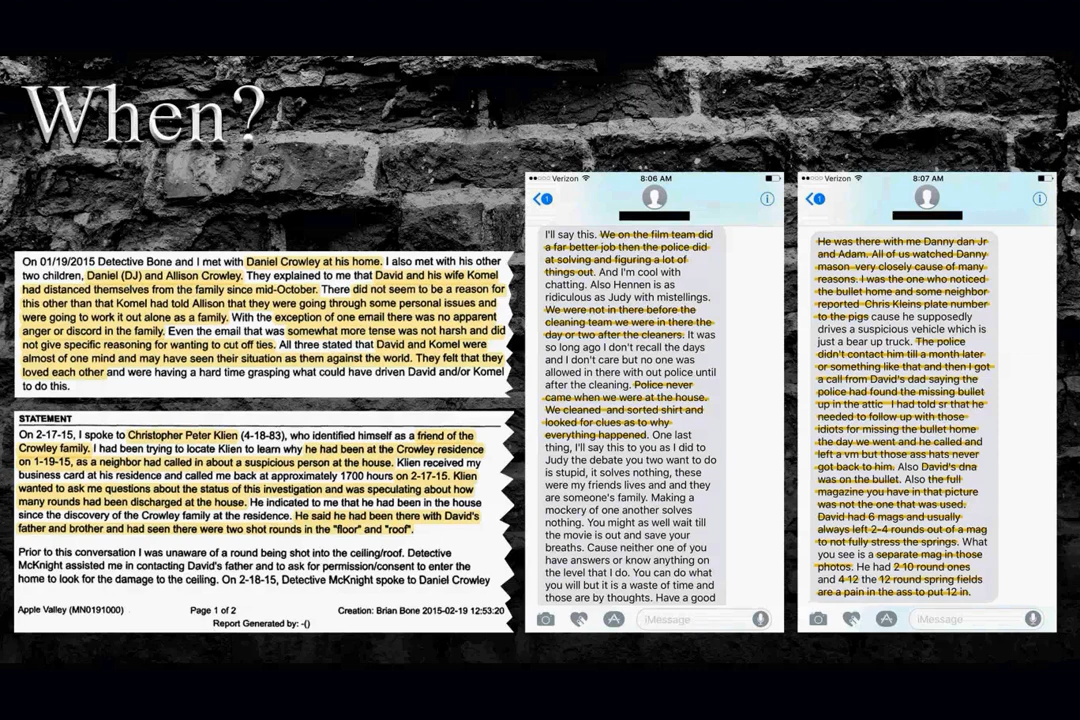 When?
On 01/19/2015 Detective Bone and I met with Daniel Crowley at his home. I also met with his other
two children, Daniel (DJ) and Allison Crowley. They explained to me that David and his wife Komel
had distanced themselves from the family since mid-October. There did not seem to be a reason for
this other than that Komel had told Allison that they were going through some personal issues and
were going to work it out alone as a family. With the exception of one email there was no apparent
anger or discord in the family. Even the email that was somewhat more tense was not harsh and did
not give specific reasoning for wanting to cut off ties. All three stated that David and Komel were
almost of one mind and may have seen their situation as them against the world. They felt that they
loved each other and were having a hard time grasping what could have driven David and/or Komel
to do this.
STATEMENT
On 2-17-15, I spoke to Christopher Peter Klien (4-18-83), who identified himself as a friend of the
Crowley family. I had been trying to locate Klien to learn why he had been at the Crowley residence
on 1-19-15, as a neighbor had called in about a suspicious person at the house. Klien received my
business card at his residence and called me back at approximately 1700 hours on 2-17-15. Klien
wanted to ask me questions about the status of this investigation and was speculating about how
many rounds had been discharged at the house. He indicated to me that he had been in the house
since the discovery of the Crowley family at the residence. He said he had been there with David's
father and brother and had seen there were two shot rounds in the "floor" and "roof".
Prior to this conversation I was unaware of a round being shot into the ceiling/roof. Detective
McKnight assisted me in contacting David's father and to ask for permission/consent to enter the
home to look for the damage to the ceiling. On 2-18-15, Detective McKnight spoke to Daniel Crowley
Apple Valley (MN0191000)
Page 1 of 2
Creation: Brian Bone 2015-02-19 12:53:20
Report Generated by: -()
Verizon
8:06 AM
1
I'll say this. We on the film team did
a far better job then the police did
at solving and figuring a lot of
things out. And I'm cool with
chatting. Also Hennen is as
ridiculous as Judy with mistellings.
We were not in there before the
cleaning team we were in there the
day or two after the cleaners. It was
so long ago I don't recall the days
and I don't care but no one was
allowed in there with out police until
after the cleaning. Police never
came when we were at the house.
We cleaned and sorted shirt and
looked for clues as to why
everything happened. One last
thing, I'll say this to you as I did to
Judy the debate you two want to do
is stupid, it solves nothing, these
were my friends lives and and they
are someone's family. Making a
mockery of one another solves
nothing. You might as well wait till
the movie is out and save your
breaths. Cause neither one of you
have answers or know anything on
the level that I do. You can do what
you will but it is a waste of time and
those are by thoughts. Have a good
iMessage
Verizon
8:07 AM
1
He was there with me Danny dan Jr
and Adam. All of us watched Danny
mason very closely cause of many
reasons. I was the one who noticed
the bullet home and some neighbor
reported Chris Kleins plate number
to the pigs cause he supposedly
drives a suspicious vehicle which is
just a bear up truck. The police
didn't contact him till a month later
or something like that and then I got
a call from David's dad saying the
police had found the missing bullet
up in the attic I had told sr that he
needed to follow up with those
idiots for missing the bullet home
the day we went and he called and
left a vm but those ass hats never
got back to him. Also David's dna
was on the bullet. Also the full
magazine you have in that picture
was not the one that was used.
David had 6 mags and usually
always left 2-4 rounds out of a mag
to not fully stress the springs. What
you see is a separate mag in those
photos. He had 2 10 round ones
and 4 12 the 12 round spring fields
are a pain in the ass to put 12 in.
iMessage